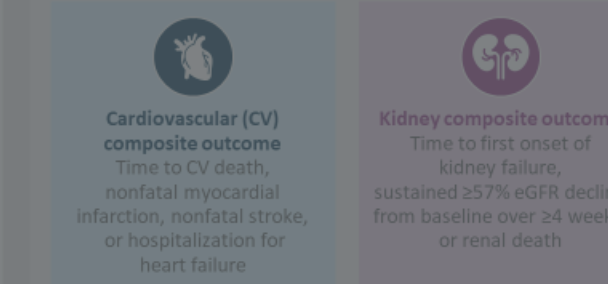 Cardiovascular (CV)
composite outcome
Time to CV death,
nonfatal myocardial
infarction, nonfatal stroke,
or hospitalization for
heart failure
Kidney composite outcom
Time to first onset of
kidney failure,
sustained ≥57% eGFR decli
from baseline over ≥4 week
or renal death